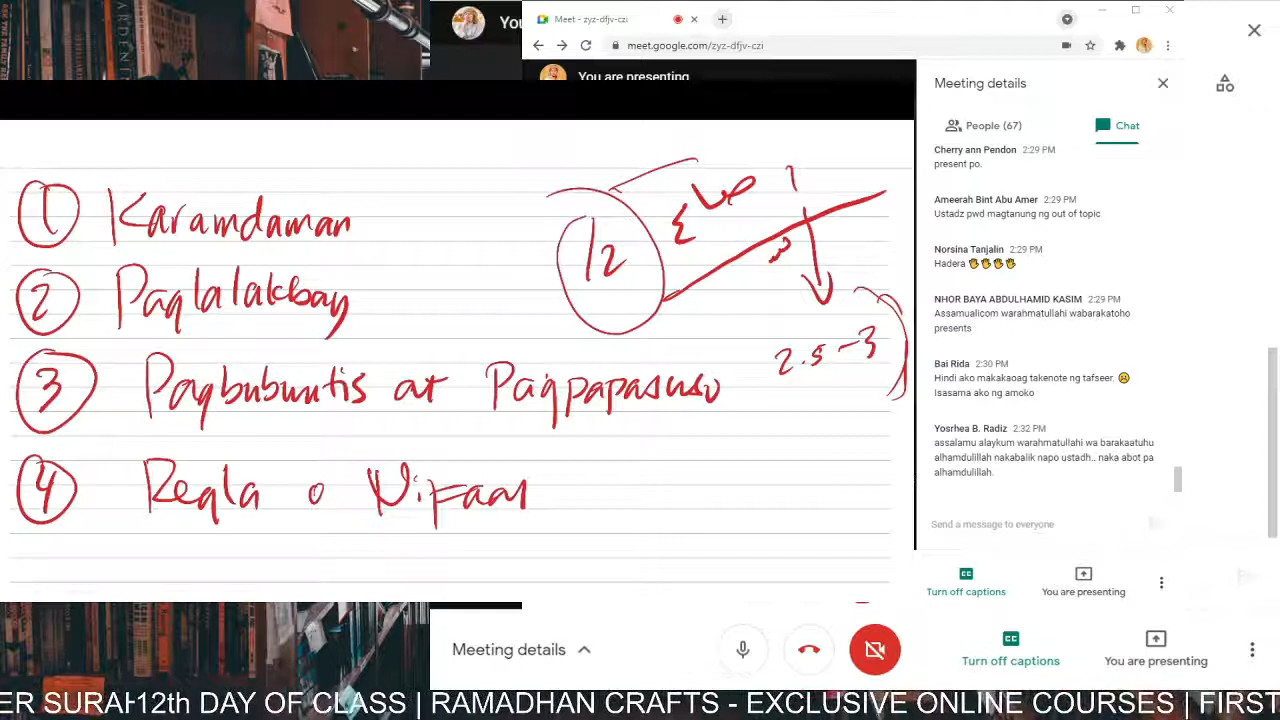 You
Meet - zyz-dfjv-czi
meet.google.com/zyz-dfjv-czi
You are presenting
① Karamdaman
② Paglalakbay
③ Pagbubuntis at Pagpapasuso
④ Regla o Nifaas
12
2.5 - 3
Meeting details
People (67)
Chat
Cherry ann Pendon 2:29 PM
present po.
Ameerah Bint Abu Amer 2:29 PM
Ustadz pwd magtanung ng out of topic
Norsina Tanjalin 2:29 PM
Hadera 🖐🖐🖐🖐
NHOR BAYA ABDULHAMID KASIM 2:29 PM
Assamualicom warahmatullahi wabarakatoho
presents
Bai Rida 2:30 PM
Hindi ako makakaoag takenote ng tafseer. ☹
Isasama ako ng amoko
Yosrhea B. Radiz 2:32 PM
assalamu alaykum warahmatullahi wa barakaatuhu
alhamdulillah nakabalik napo ustadh.. naka abot pa
alhamdulillah.
Send a message to everyone
Turn off captions
You are presenting
Meeting details
Turn off captions
You are presenting
ER SURAH 12th DAY OF CLASS | RAMADHAN CRAFTS - EXCLUSIVE ONLINE COURSES | FIRST